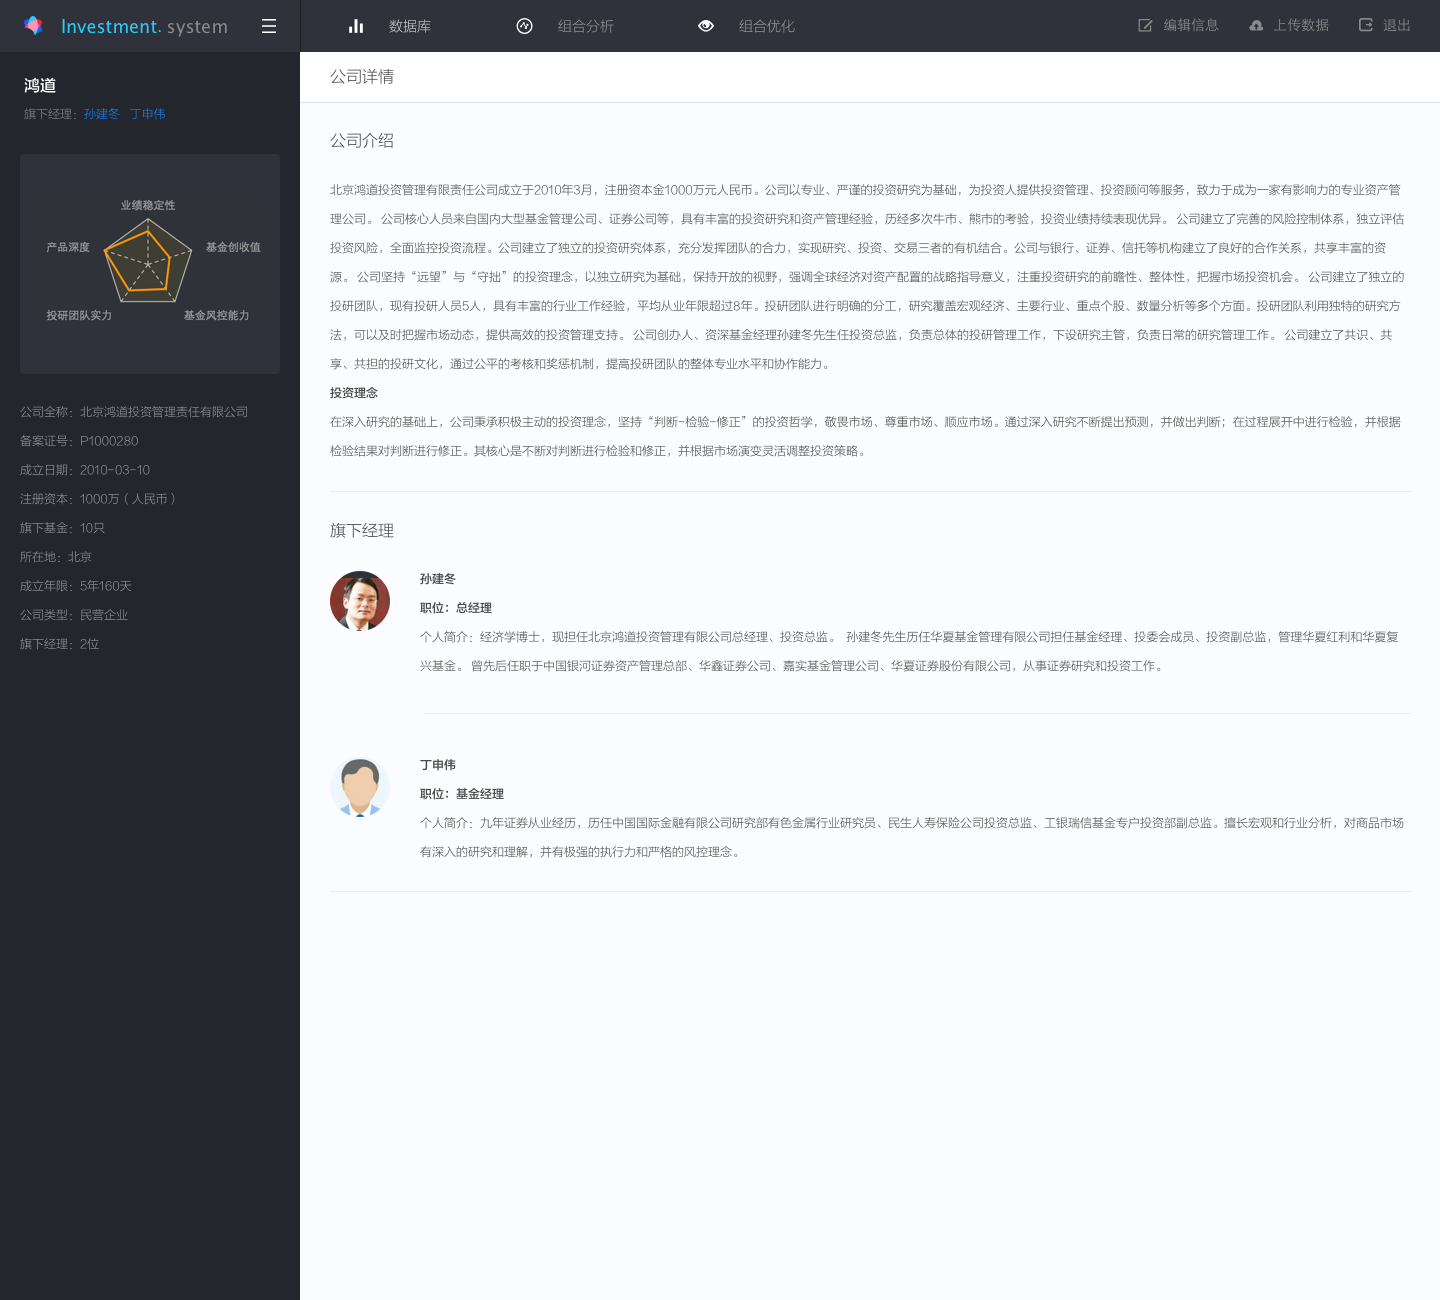 Investment. system
数据库
组合分析
组合优化
编辑信息
上传数据
退出
鸿道
旗下经理：孙建冬 丁申伟
业绩稳定性
产品深度
基金创收值
投研团队实力
基金风控能力
公司全称：北京鸿道投资管理责任有限公司
备案证号：P1000280
成立日期：2010-03-10
注册资本：1000万（人民币）
旗下基金：10只
所在地：北京
成立年限：5年160天
公司类型：民营企业
旗下经理：2位
公司详情
公司介绍
北京鸿道投资管理有限责任公司成立于2010年3月，注册资本金1000万元人民币。公司以专业、严谨的投资研究为基础，为投资人提供投资管理、投资顾问等服务，致力于成为一家有影响力的专业资产管
理公司。 公司核心人员来自国内大型基金管理公司、证券公司等，具有丰富的投资研究和资产管理经验，历经多次牛市、熊市的考验，投资业绩持续表现优异。 公司建立了完善的风险控制体系，独立评估
投资风险，全面监控投资流程。公司建立了独立的投资研究体系，充分发挥团队的合力，实现研究、投资、交易三者的有机结合。公司与银行、证券、信托等机构建立了良好的合作关系，共享丰富的资
源。 公司坚持“远望”与“守拙”的投资理念，以独立研究为基础，保持开放的视野，强调全球经济对资产配置的战略指导意义，注重投资研究的前瞻性、整体性，把握市场投资机会。 公司建立了独立的
投研团队，现有投研人员5人，具有丰富的行业工作经验，平均从业年限超过8年。投研团队进行明确的分工，研究覆盖宏观经济、主要行业、重点个股、数量分析等多个方面。投研团队利用独特的研究方
法，可以及时把握市场动态，提供高效的投资管理支持。 公司创办人、资深基金经理孙建冬先生任投资总监，负责总体的投研管理工作，下设研究主管，负责日常的研究管理工作。 公司建立了共识、共
享、共担的投研文化，通过公平的考核和奖惩机制，提高投研团队的整体专业水平和协作能力。
投资理念
在深入研究的基础上，公司秉承积极主动的投资理念，坚持“判断-检验-修正”的投资哲学，敬畏市场、尊重市场、顺应市场。通过深入研究不断提出预测，并做出判断；在过程展开中进行检验，并根据
检验结果对判断进行修正。其核心是不断对判断进行检验和修正，并根据市场演变灵活调整投资策略。
旗下经理
孙建冬
职位：总经理
个人简介：经济学博士，现担任北京鸿道投资管理有限公司总经理、投资总监。 孙建冬先生历任华夏基金管理有限公司担任基金经理、投委会成员、投资副总监，管理华夏红利和华夏复
兴基金。 曾先后任职于中国银河证券资产管理总部、华鑫证券公司、嘉实基金管理公司、华夏证券股份有限公司，从事证券研究和投资工作。
丁申伟
职位：基金经理
个人简介：九年证券从业经历，历任中国国际金融有限公司研究部有色金属行业研究员、民生人寿保险公司投资总监、工银瑞信基金专户投资部副总监。擅长宏观和行业分析，对商品市场
有深入的研究和理解，并有极强的执行力和严格的风控理念。